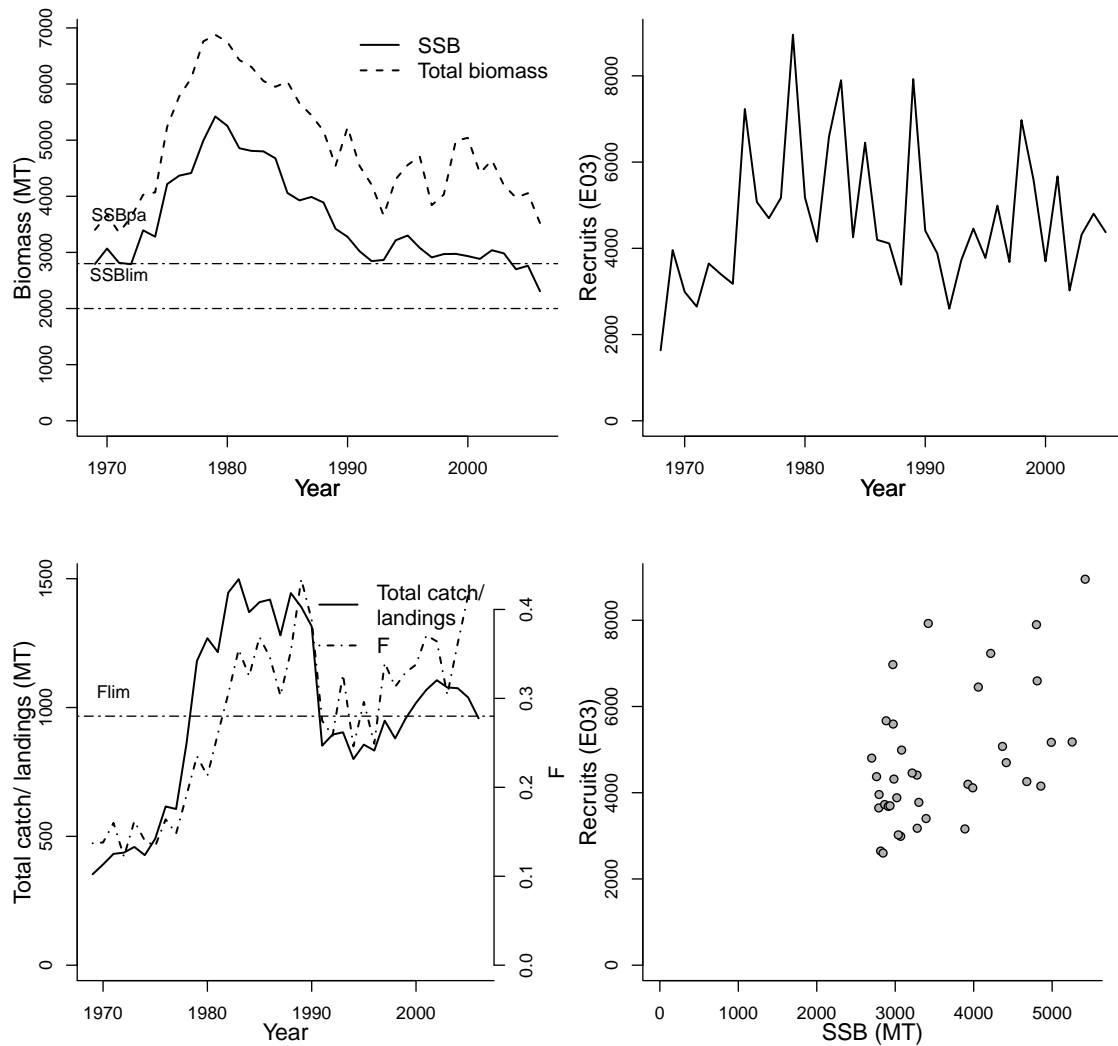 SSB
Total biomass
SSBpa
SSBlim
Biomass (MT)
0
1000
2000
3000
4000
5000
6000
7000
1970
1980
1990
2000
Year
Recruits (E03)
0
2000
4000
6000
8000
1970
1980
1990
2000
Year
Total catch/
landings
F
Flim
Total catch/ landings (MT)
0
500
1000
1500
F
0.0
0.1
0.2
0.3
0.4
1970
1980
1990
2000
Year
Recruits (E03)
0
2000
4000
6000
8000
0
1000
2000
3000
4000
5000
SSB (MT)